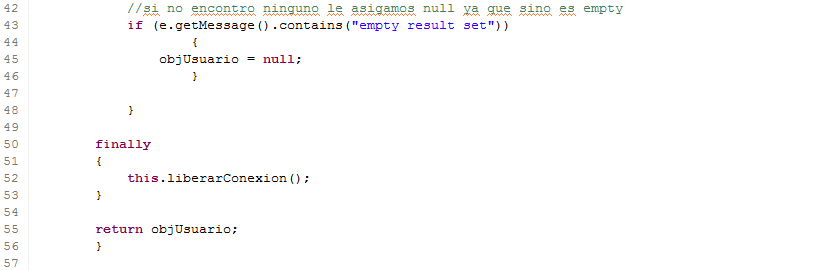 42 //si no encontro ninguno le asigamos null ya que sino es empty
43 if (e.getMessage().contains("empty result set"))
44 {
45 objUsuario = null;
46 }
47
48 }
49
50 finally
51 {
52 this.liberarConexion();
53 }
54
55 return objUsuario;
56 }
57